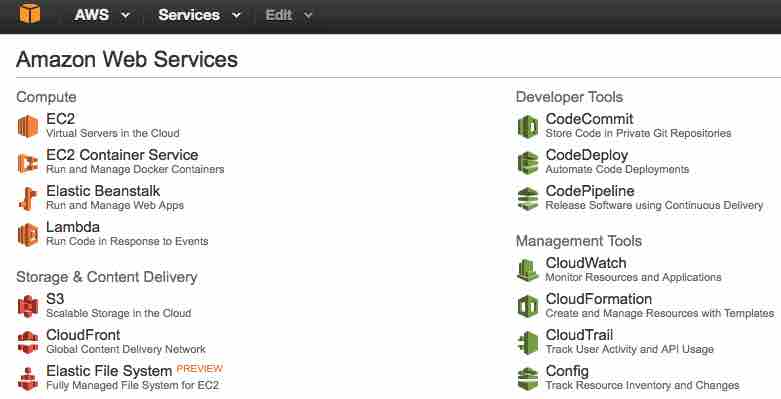 AWS Services Edit
Amazon Web Services
Compute
EC2
Virtual Servers in the Cloud
EC2 Container Service
Run and Manage Docker Containers
Elastic Beanstalk
Run and Manage Web Apps
Lambda
Run Code in Response to Events
Storage & Content Delivery
S3
Scalable Storage in the Cloud
CloudFront
Global Content Delivery Network
Elastic File System PREVIEW
Fully Managed File System for EC2
Developer Tools
CodeCommit
Store Code in Private Git Repositories
CodeDeploy
Automate Code Deployments
CodePipeline
Release Software using Continuous Delivery
Management Tools
CloudWatch
Monitor Resources and Applications
CloudFormation
Create and Manage Resources with Templates
CloudTrail
Track User Activity and API Usage
Config
Track Resource Inventory and Changes